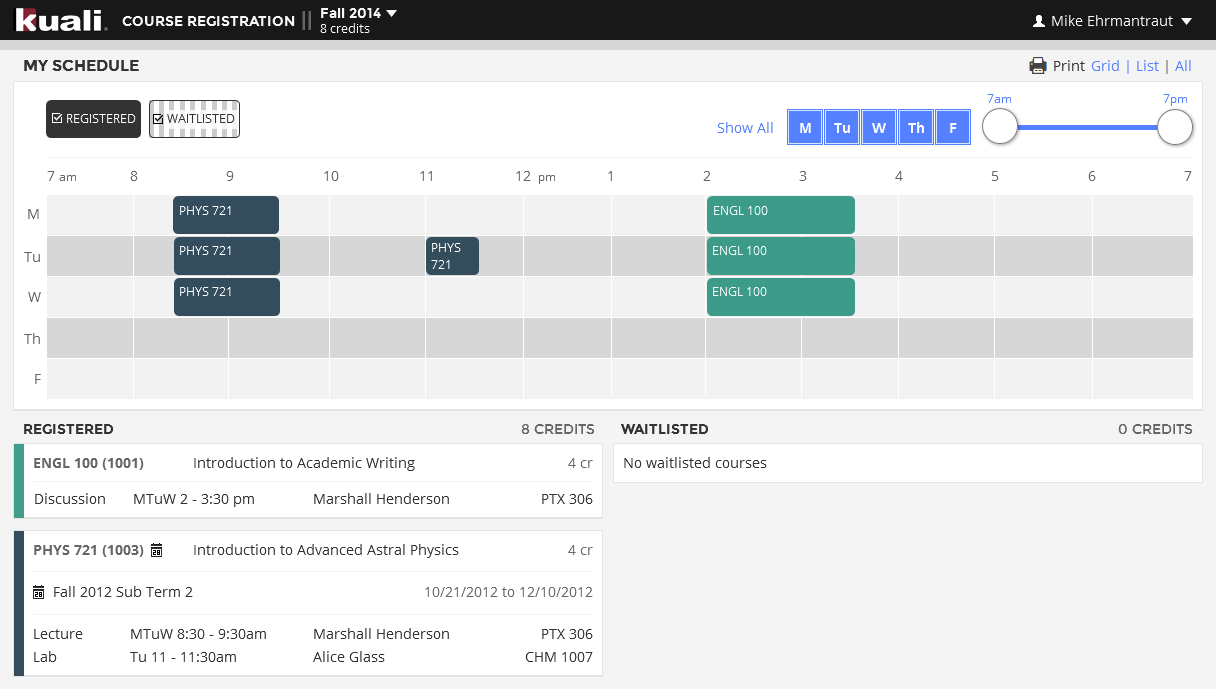 kuali. COURSE REGISTRATION || Fall 2014
8 credits
Mike Ehrmantraut
MY SCHEDULE
Print Grid | List | All
REGISTERED
WAITLISTED
Show All
M Tu W Th F
7am 7pm
7 am 8 9 10 11 12 pm 1 2 3 4 5 6 7
M PHYS 721 ENGL 100
Tu PHYS 721 PHYS 721 ENGL 100
W PHYS 721 ENGL 100
Th
F
REGISTERED 8 CREDITS
ENGL 100 (1001) Introduction to Academic Writing 4 cr
Discussion MTuW 2 - 3:30 pm Marshall Henderson PTX 306
PHYS 721 (1003) Introduction to Advanced Astral Physics 4 cr
Fall 2012 Sub Term 2 10/21/2012 to 12/10/2012
Lecture MTuW 8:30 - 9:30am Marshall Henderson PTX 306
Lab Tu 11 - 11:30am Alice Glass CHM 1007
WAITLISTED 0 CREDITS
No waitlisted courses